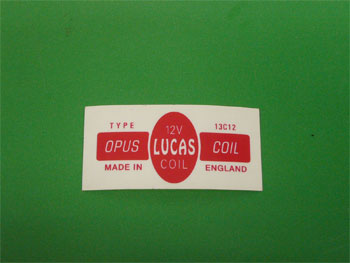 TYPE 13C12
12V
OPUS LUCAS COIL
COIL
MADE IN ENGLAND